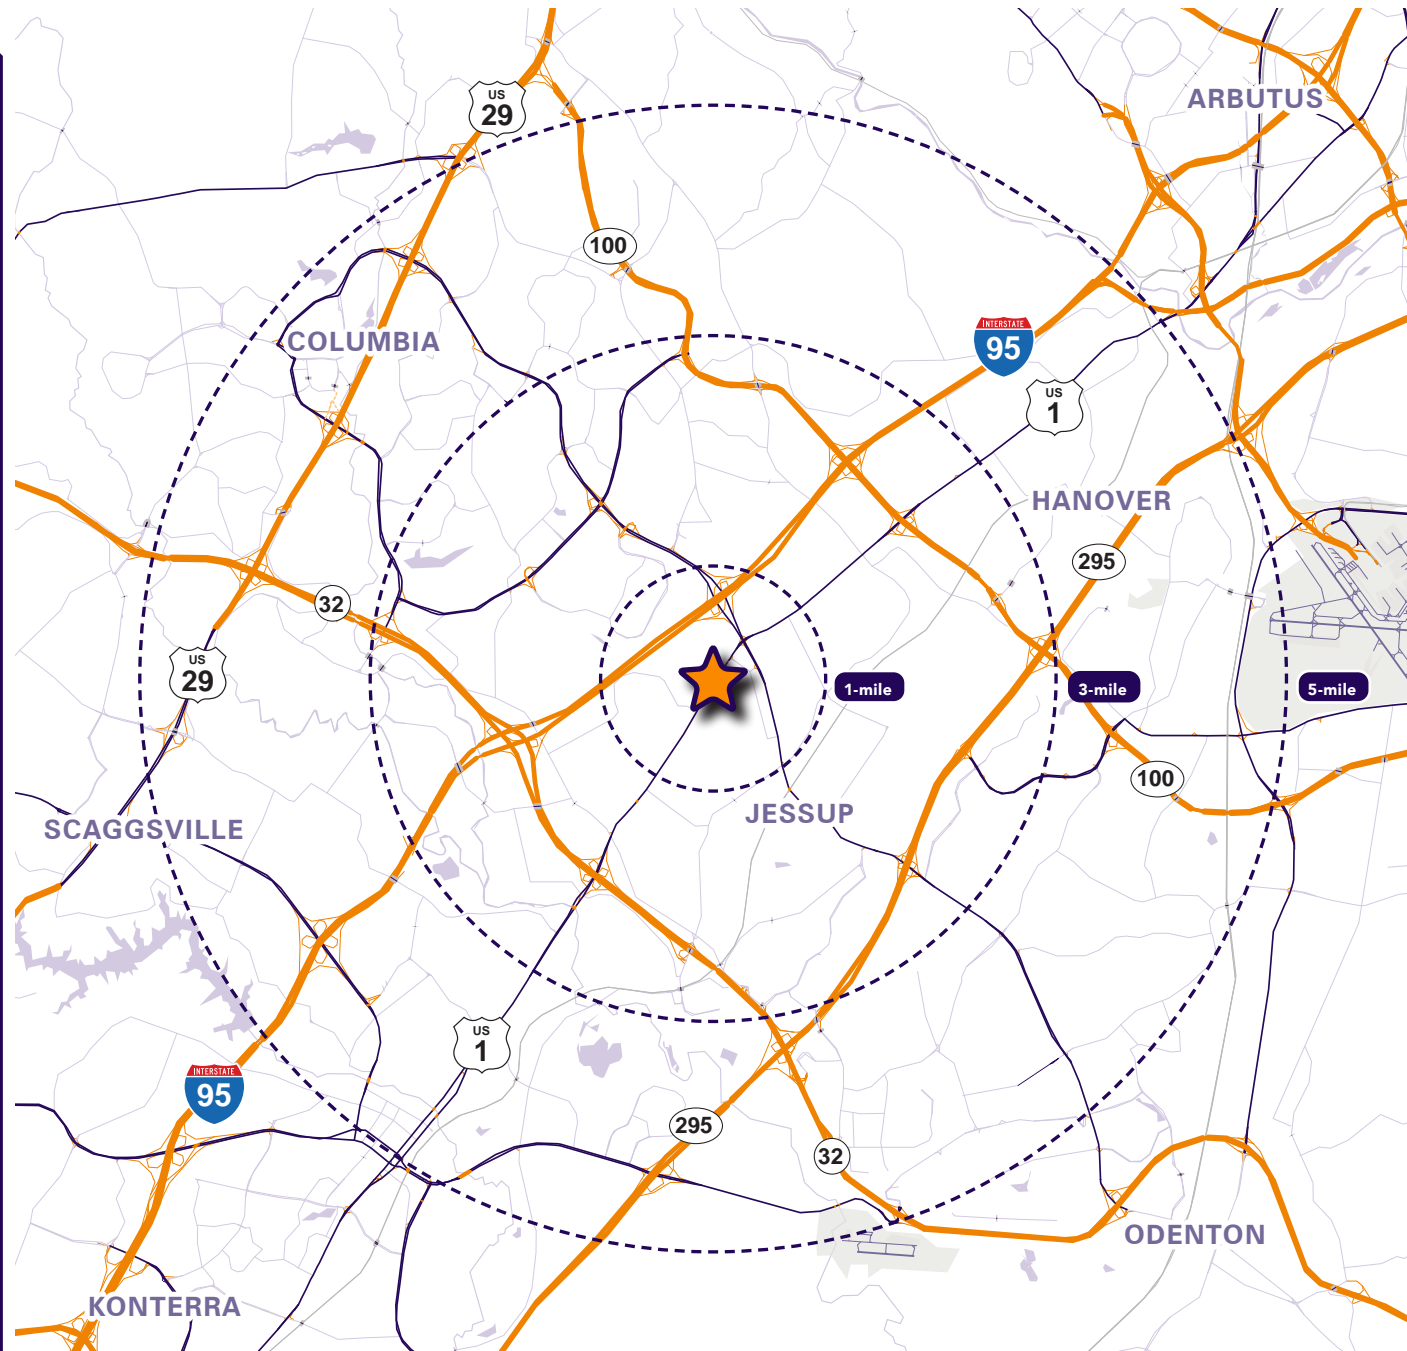 US
29
ARBUTUS
100
INTERSTATE
95
COLUMBIA
US
1
HANOVER
295
32
US
29
1-mile
3-mile
5-mile
100
JESSUP
SCAGGSVILLE
US
1
INTERSTATE
95
295
32
ODENTON
KONTERRA